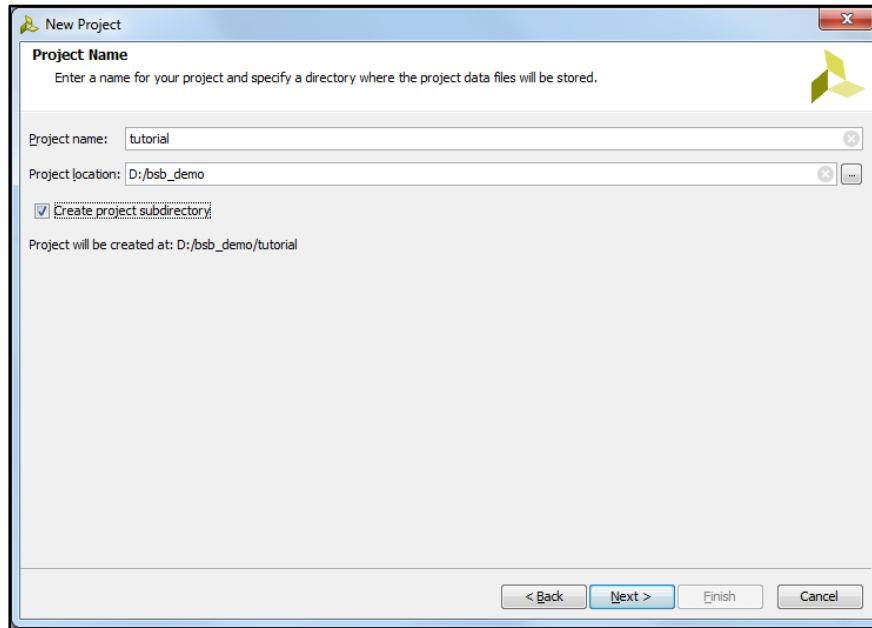 New Project
Project Name
Enter a name for your project and specify a directory where the project data files will be stored.
Project name: tutorial
Project location: D:/bsb_demo ...
Create project subdirectory
Project will be created at: D:/bsb_demo/tutorial
< Back Next > Finish Cancel